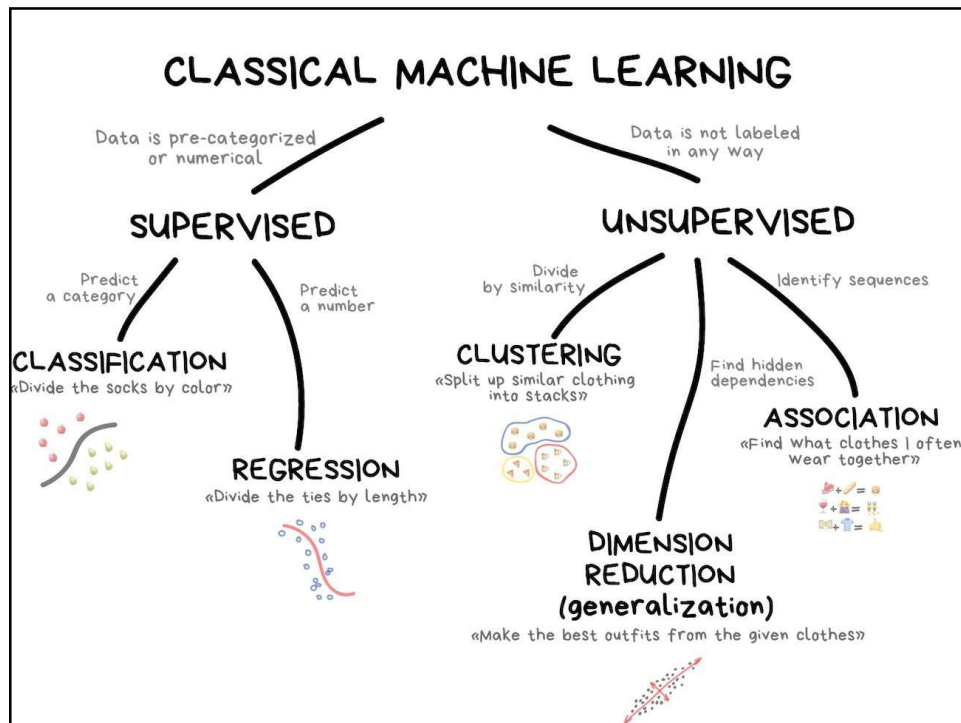 CLASSICAL MACHINE LEARNING
Data is pre-categorized
or numerical
Data is not labeled
in any way
SUPERVISED
UNSUPERVISED
Predict
a category
Predict
a number
Divide
by similarity
Identify sequences
CLASSIFICATION
«Divide the socks by color»
CLUSTERING
«Split up similar clothing
into stacks»
Find hidden
dependencies
ASSOCIATION
«Find what clothes I often
wear together»
REGRESSION
«Divide the ties by length»
+ =
+ =
+ =
DIMENSION
REDUCTION
(generalization)
«Make the best outfits from the given clothes»